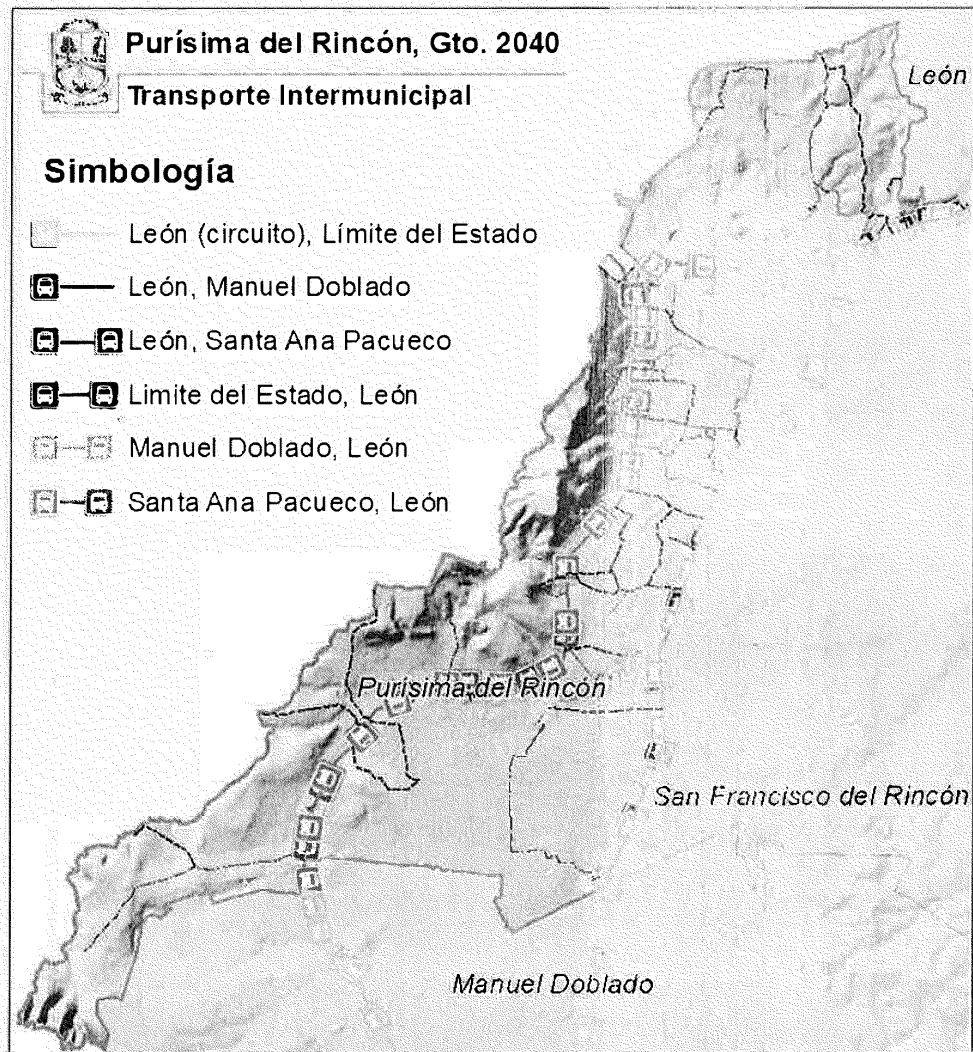 Purísima del Rincón, Gto. 2040
Transporte Intermunicipal
Simbología
León (circuito), Límite del Estado
León, Manuel Doblado
León, Santa Ana Pacueco
Limite del Estado, León
Manuel Doblado, León
Santa Ana Pacueco, León
León
Purísima del Rincón
San Francisco del Rincón
Manuel Doblado